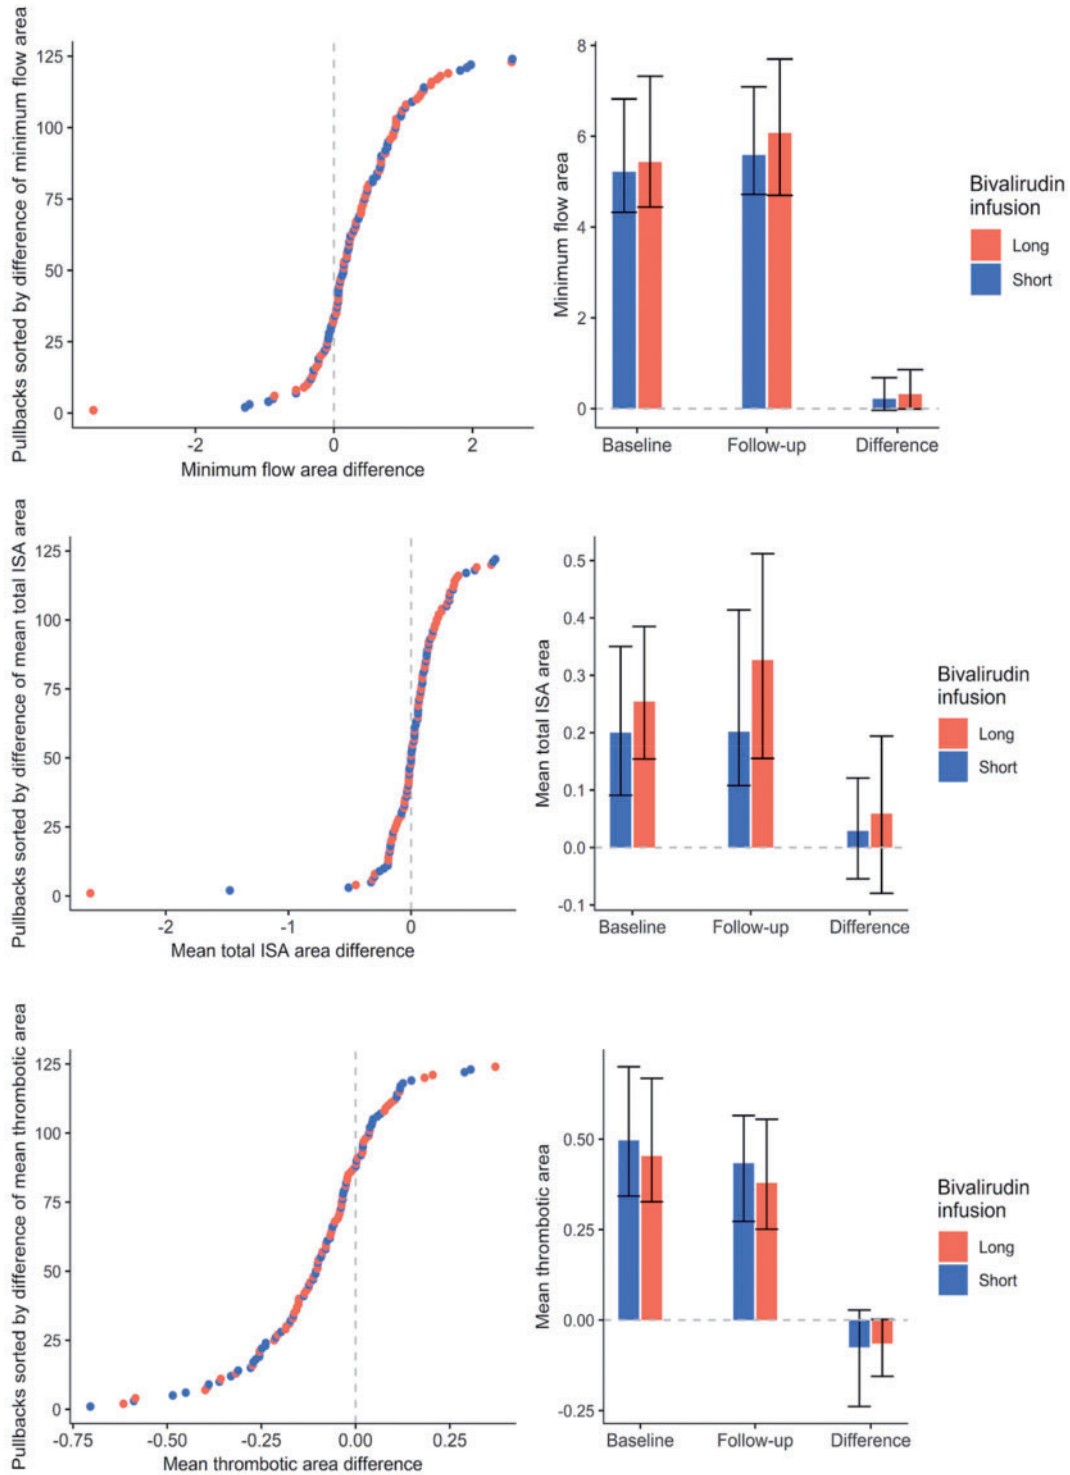 Pullbacks sorted by difference of minimum flow area
125
100
75
50
25
0
-2
0
2
Minimum flow area difference
Minimum flow area
8
6
4
2
0
Baseline
Follow-up
Difference
Bivalirudin
infusion
Long
Short
Pullbacks sorted by difference of mean total ISA area
125
100
75
50
25
0
-2
-1
0
Mean total ISA area difference
Mean total ISA area
0.5
0.4
0.3
0.2
0.1
0.0
-0.1
Baseline
Follow-up
Difference
Bivalirudin
infusion
Long
Short
Pullbacks sorted by difference of mean thrombotic area
125
100
75
50
25
0
-0.75
-0.50
-0.25
0.00
0.25
Mean thrombotic area difference
Mean thrombotic area
0.50
0.25
0.00
-0.25
Baseline
Follow-up
Difference
Bivalirudin
infusion
Long
Short